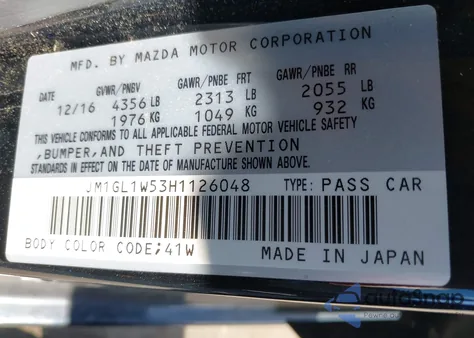 MFD. BY MAZDA MOTOR CORPORATION
DATE GVWR/PNBV GAWR/PNBE FRT GAWR/PNBE RR
12/16 4356 LB 2313 LB 2055 LB
1976 KG 1049 KG 932 KG
THIS VEHICLE CONFORMS TO ALL APPLICABLE FEDERAL MOTOR VEHICLE SAFETY
,BUMPER,AND THEFT PREVENTION
STANDARDS IN EFFECT ON THE DATE OF MANUFACTURE SHOWN ABOVE.
JM1GL1W53H1126048 TYPE: PASS CAR
BODY COLOR CODE;41W MADE IN JAPAN
autoSnap